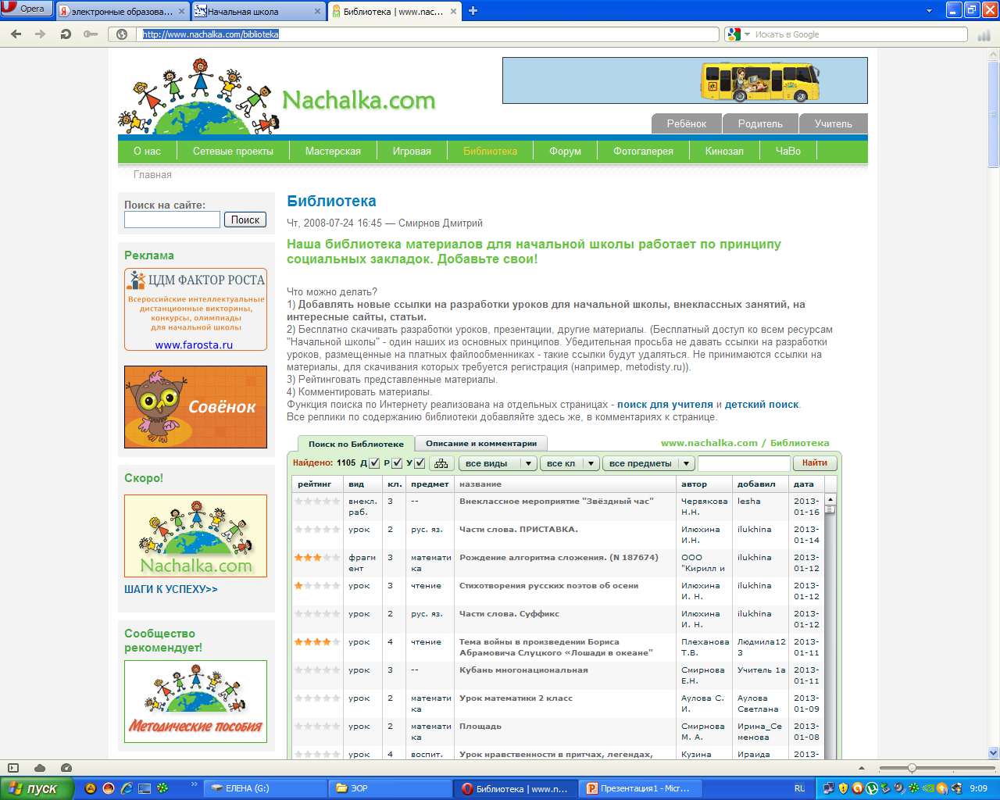 Opera
электронные образова...
Начальная школа
Библиотека | www.nac...
http://www.nachalka.com/biblioteka
Искать в Google
Nachalka.com
Ребёнок Родитель Учитель
О нас Сетевые проекты Мастерская Игровая Библиотека Форум Фотогалерея Кинозал ЧаВо
Главная
Поиск на сайте:
Поиск
Реклама
ЦДМ ФАКТОР РОСТА
Всероссийские интеллектуальные
дистанционные викторины,
конкурсы, олимпиады
для начальной школы
www.farosta.ru
Совёнок
Скоро!
Nachalka.com
ШАГИ К УСПЕХУ>>
Сообщество
рекомендует!
Методические пособия
Библиотека
Чт, 2008-07-24 16:45 — Смирнов Дмитрий
Наша библиотека материалов для начальной школы работает по принципу
социальных закладок. Добавьте свои!
Что можно делать?
1) Добавлять новые ссылки на разработки уроков для начальной школы, внеклассных занятий, на
интересные сайты, статьи.
2) Бесплатно скачивать разработки уроков, презентации, другие материалы. (Бесплатный доступ ко всем ресурсам
"Начальной школы" - один наших из основных принципов. Убедительная просьба не давать ссылки на разработки
уроков, размещенные на платных файлообменниках - такие ссылки будут удаляться. Не принимаются ссылки на
материалы, для скачивания которых требуется регистрация (например, metodisty.ru)).
3) Рейтинговать представленные материалы.
4) Комментировать материалы.
Функция поиска по Интернету реализована на отдельных страницах - поиск для учителя и детский поиск.
Все реплики по содержанию библиотеки добавляйте здесь же, в комментариях к странице.
Поиск по Библиотеке Описание и комментарии www.nachalka.com / Библиотека
Найдено: 1105 Д Р У все виды все кл все предметы Найти
рейтинг вид кл. предмет название автор добавил дата
внекл. 3 -- Внеклассное мероприятие "Звёздный час" Червякова lesha 2013-
раб. Н.Н. 01-16
урок 2 рус. яз. Части слова. ПРИСТАВКА. Илюхина ilukhina 2013-
И.Н. 01-14
фрагм 3 математи Рождение алгоритма сложения. (N 187674) ООО ilukhina 2013-
ент ка "Кирилл и 01-12
урок 3 чтение Стихотворения русских поэтов об осени Илюхина ilukhina 2013-
И. Н. 01-12
урок 2 рус. яз. Части слова. Суффикс Илюхина ilukhina 2013-
И. Н. 01-12
урок 4 чтение Тема войны в произведении Бориса Плеханова Людмила12 2013-
Абрамовича Слуцкого «Лошади в океане" Т.В. 3 01-11
урок 3 -- Кубань многонациональная Смирнова Учитель 1а 2013-
Е.Н. 01-11
урок 2 математи Урок математики 2 класс Аулова С. Аулова 2013-
ка И. Светлана 01-09
урок 2 математи Площадь Смирнова Ирина_Се 2013-
ка М. А. менова 01-08
урок 4 воспит. Урок нравственности в притчах, легендах, Кузина Ираида 2013-
пуск
ЕЛЕНА (G:)
ЭОР
Библиотека | www.n...
Презентация1 - Micr...
RU
9:09